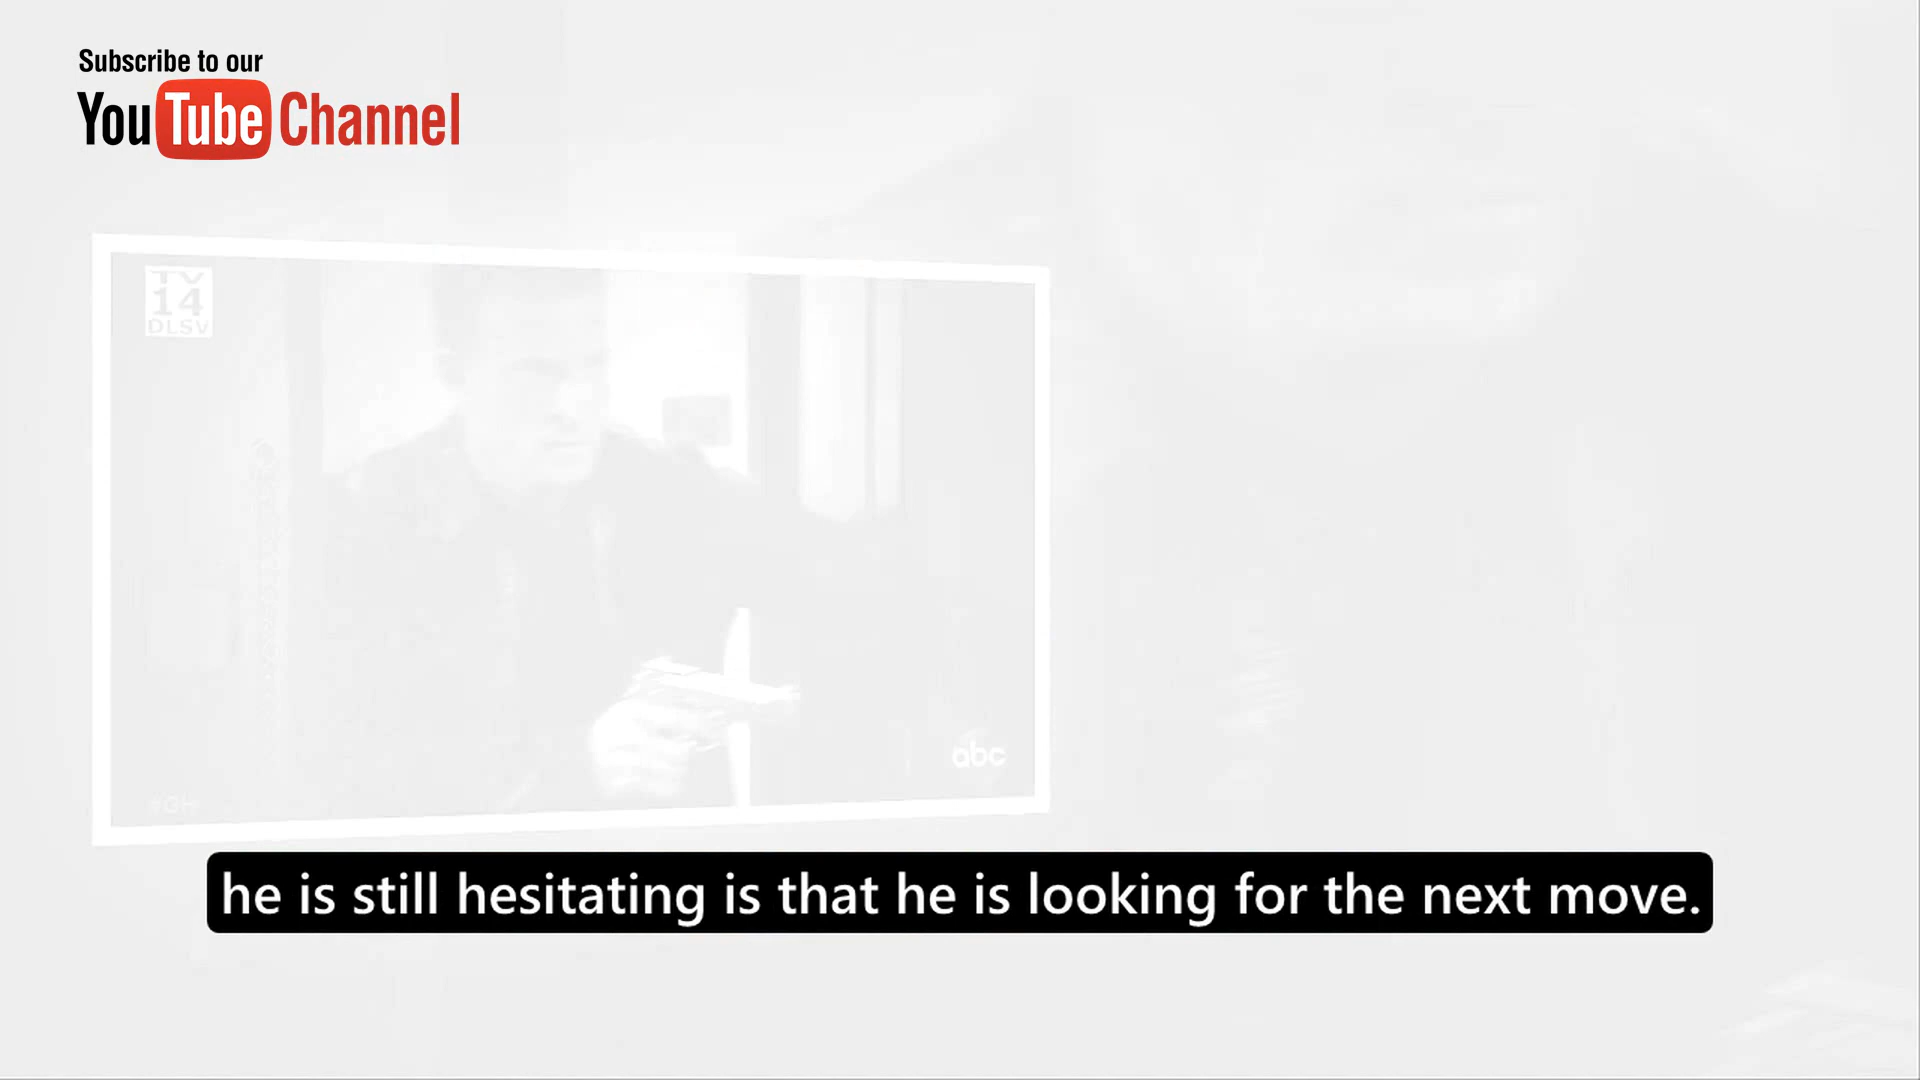 Subscribe to our
YouTube Channel
TV
14
DLSV
abc
#GH
he is still hesitating is that he is looking for the next move.